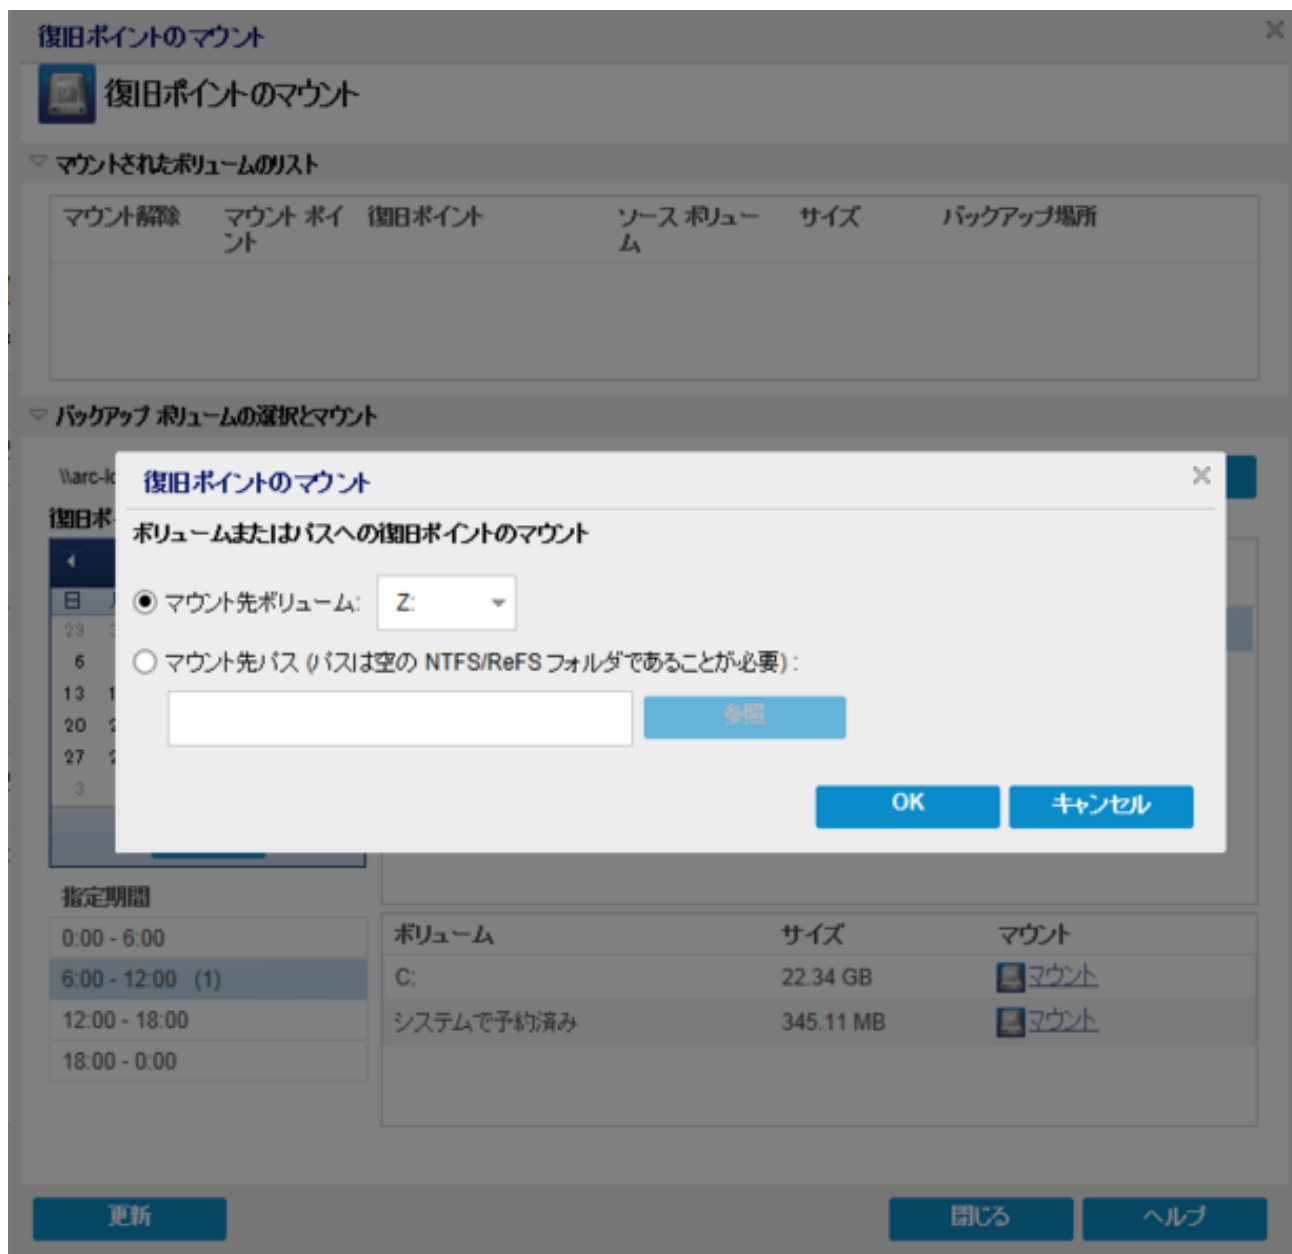 復旧ポイントのマウント
復旧ポイントのマウント
マウントされたボリュームのリスト
マウント解除 マウント ポイント 復旧ポイント ソース ボリューム サイズ バックアップ場所
バックアップ ボリュームの選択とマウント
\\arc-
復旧ポ
日
29
6
13
20
27
3
復旧ポイントのマウント
ボリュームまたはパスへの復旧ポイントのマウント
マウント先ボリューム: Z:
マウント先パス (パスは空の NTFS/ReFS フォルダであることが必要) :
参照
OK キャンセル
指定期間
0:00 - 6:00
6:00 - 12:00 (1)
12:00 - 18:00
18:00 - 0:00
ボリューム サイズ マウント
C: 22.34 GB マウント
システムで予約済み 345.11 MB マウント
更新 閉じる ヘルプ